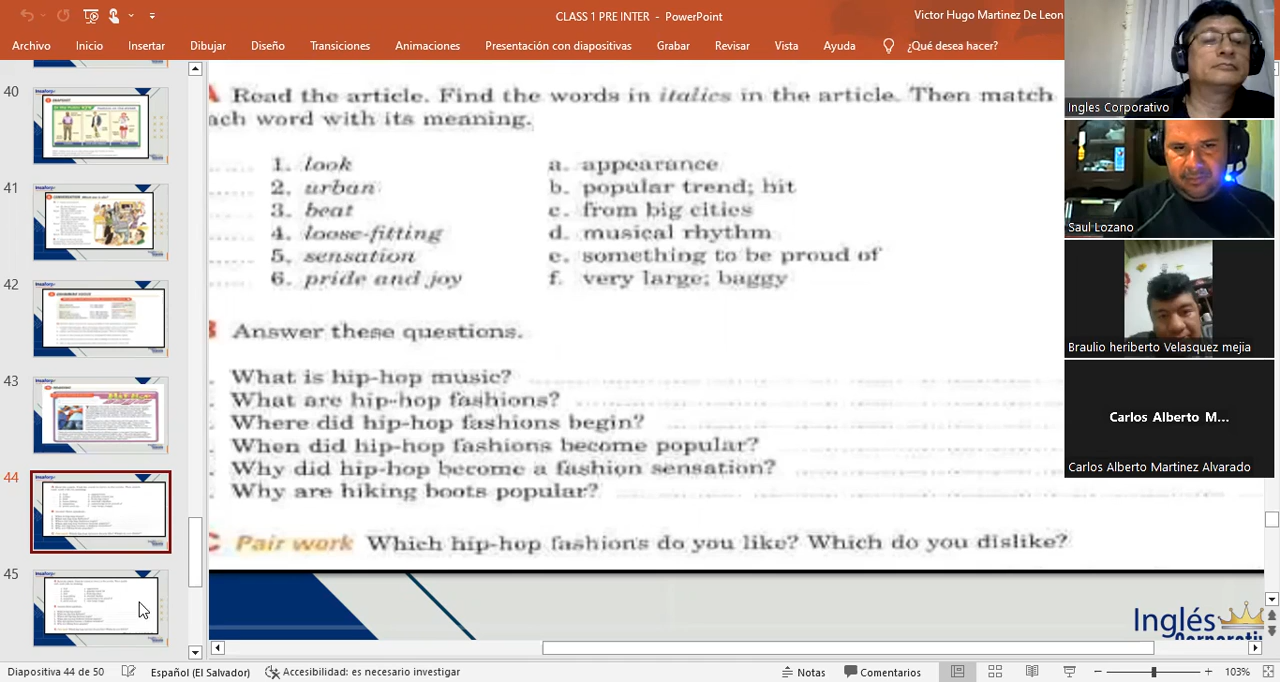 CLASS 1 PRE INTER - PowerPoint
Victor Hugo Martinez De Leon
Archivo Inicio Insertar Dibujar Diseño Transiciones Animaciones Presentación con diapositivas Grabar Revisar Vista Ayuda ¿Qué desea hacer?
40
41
42
43
44
45
Read the article. Find the words in italics in the article. Then match
ach word with its meaning.
1. look a. appearance
2. urban b. popular trend; hit
3. beat c. from big cities
4. loose-fitting d. musical rhythm
5. sensation e. something to be proud of
6. pride and joy f. very large; baggy
Answer these questions.
What is hip-hop music?
What are hip-hop fashions?
Where did hip-hop fashions begin?
When did hip-hop fashions become popular?
Why did hip-hop become a fashion sensation?
Why are hiking boots popular?
Pair work Which hip-hop fashions do you like? Which do you dislike?
Inglés
Ingles Corporativo
Saul Lozano
Braulio heriberto Velasquez mejia
Carlos Alberto M...
Carlos Alberto Martinez Alvarado
Diapositiva 44 de 50 Español (El Salvador) Accesibilidad: es necesario investigar Notas Comentarios 103%